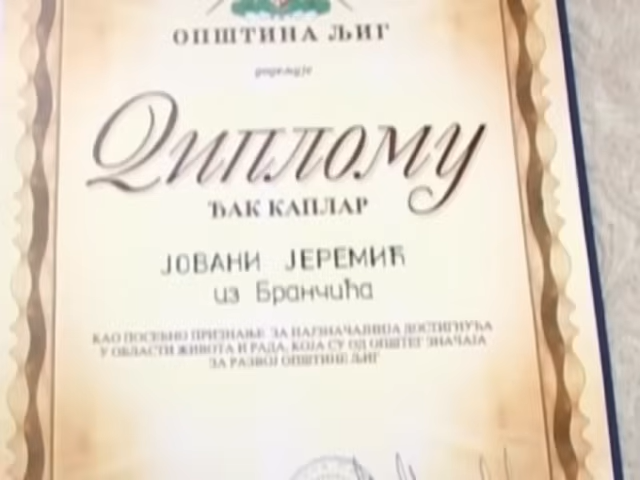 ОПШТИНА ЉИГ
додељује
Диплому
ЂАК КАПЛАР
ЈОВАНИ ЈЕРЕМИЋ
из Бранчића
КАО ПОСЕБНО ПРИЗНАЊЕ ЗА НАЈЗНАЧАЈНИЈА ДОСТИГНУЋА
У ОБЛАСТИ ЖИВОТА И РАДА, КОЈА СУ ОД ОПШТЕГ ЗНАЧАЈА
ЗА РАЗВОЈ ОПШТИНЕ ЉИГ